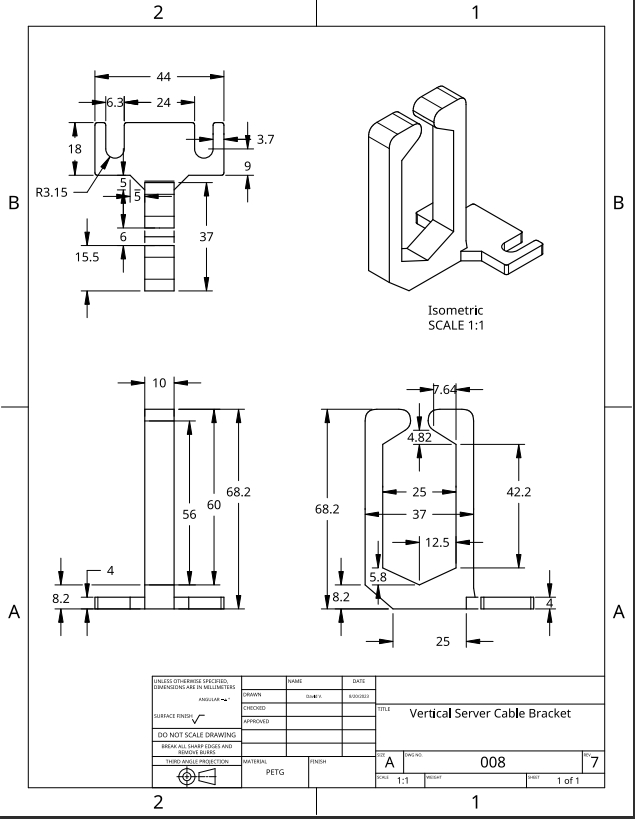 2
1
44
6.3
24
3.7
18
9
R3.15
5
5
37
6
15.5
B
B
Isometric
SCALE 1:1
10
7.64
4.82
68.2
25
42.2
37
68.2
60
56
12.5
5.8
4
8.2
8.2
4
25
A
A
UNLESS OTHERWISE SPECIFIED,
DIMENSIONS ARE IN MILLIMETERS
ANGULAR
SURFACE FINISH
DO NOT SCALE DRAWING
BREAK ALL SHARP EDGES AND
REMOVE BURRS
THIRD ANGLE PROJECTION
NAME
DATE
DRAWN
David V.
8/20/2023
CHECKED
APPROVED
MATERIAL
FINISH
PETG
TITLE
Vertical Server Cable Bracket
SIZE
A
DWG NO.
008
REV
7
SCALE
1:1
WEIGHT
SHEET
1 of 1
2
1